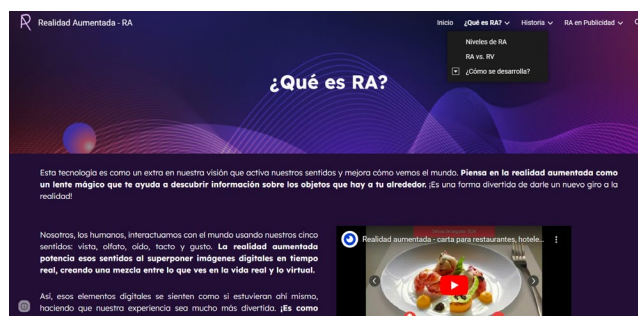 Realidad Aumentada - RA
Inicio ¿Qué es RA? Historia RA en Publicidad
Niveles de RA
RA vs. RV
¿Cómo se desarrolla?
¿Qué es RA?
Esta tecnología es como un extra en nuestra visión que activa nuestros sentidos y mejora cómo vemos el mundo. Piensa en la realidad aumentada como
un lente mágico que te ayuda a descubrir información sobre los objetos que hay a tu alrededor. ¡Es una forma divertida de darle un nuevo giro a la
realidad!
Nosotros, los humanos, interactuamos con el mundo usando nuestros cinco
sentidos: vista, olfato, oído, tacto y gusto. La realidad aumentada
potencia esos sentidos al superponer imágenes digitales en tiempo
real, creando una mezcla entre lo que ves en la vida real y lo virtual.
Así, esos elementos digitales se sienten como si estuvieran ahí mismo,
haciendo que nuestra experiencia sea mucho más divertida. ¡Es como
Realidad aumentada - carta para restaurantes, hotele...